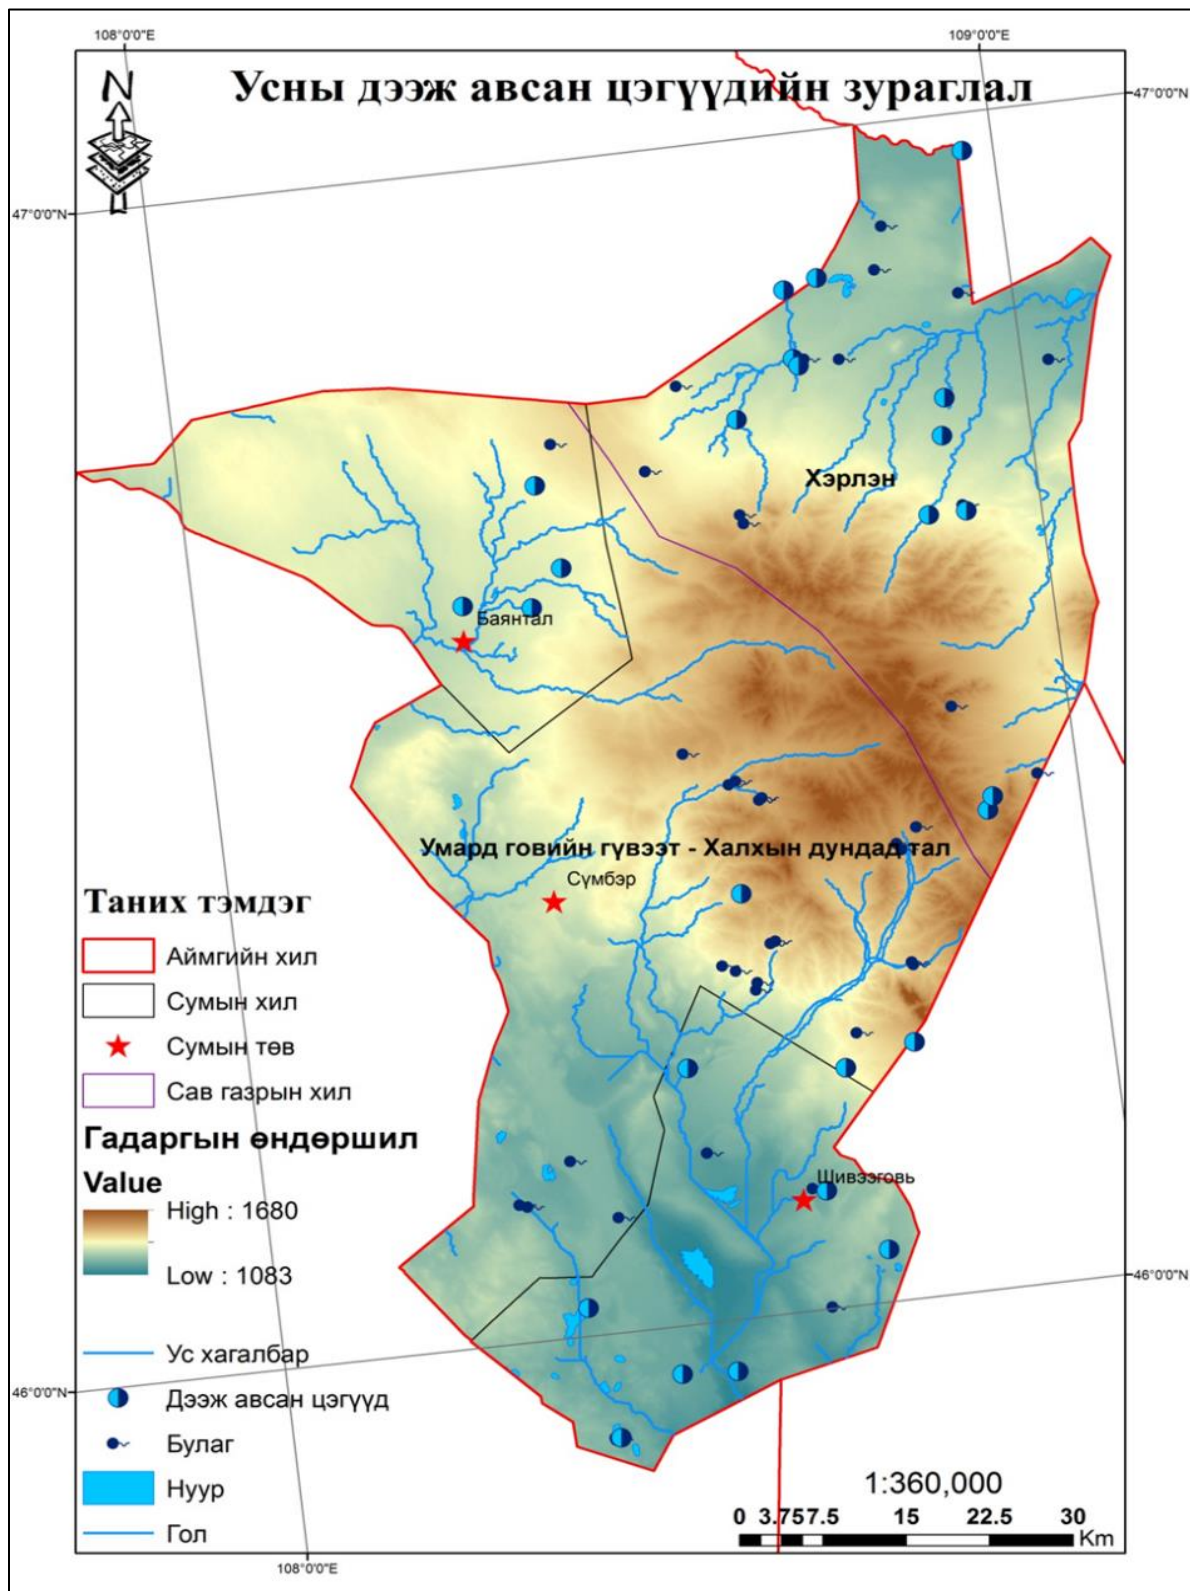 108°0'0"E
109°0'0"E
N
Усны дээж авсан цэгүүдийн зураглал
47°0'0"N
47°0'0"N
Хэрлэн
Баянтал
Умард говийн гүвээт - Халхын дундад тал
Сүмбэр
Шивээговь
Таних тэмдэг
Аймгийн хил
Сумын хил
Сумын төв
Сав газрын хил
Гадаргын өндөршил
Value
High : 1680
Low : 1083
Ус хагалбар
Дээж авсан цэгүүд
Булаг
Нуур
Гол
46°0'0"N
46°0'0"N
1:360,000
0 3.75 7.5 15 22.5 30
Km
108°0'0"E